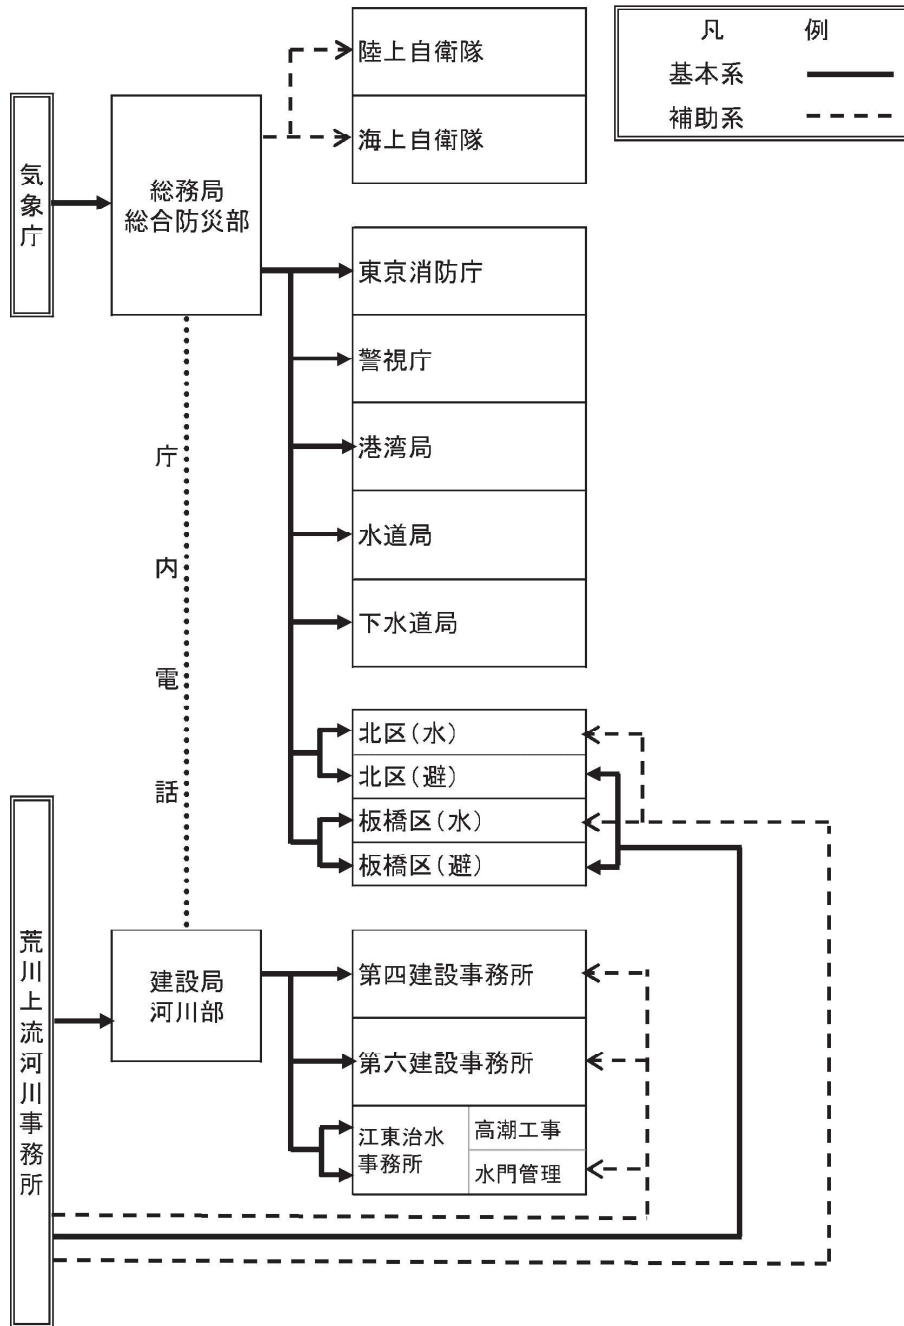 凡 例
基本系
補助系
気象庁
総務局
総合防災部
陸上自衛隊
海上自衛隊
東京消防庁
警視庁
港湾局
水道局
下水道局
北区（水）
北区（避）
板橋区（水）
板橋区（避）
庁内電話
荒川上流河川事務所
建設局
河川部
第四建設事務所
第六建設事務所
江東治水
事務所
高潮工事
水門管理